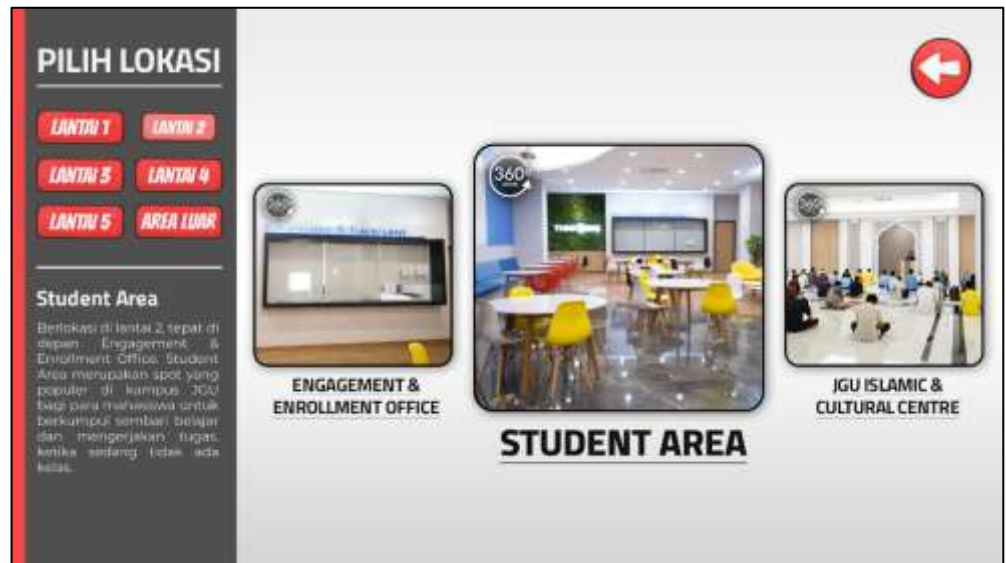 PILIH LOKASI
LANTAI 1
LANTAI 2
LANTAI 3
LANTAI 4
LANTAI 5
AREA LUAR
Student Area
Berlokasi di lantai 2, tepat di
depan Engagement &
Enrollment Office, Student
Area merupakan spot yang
populer di kampus JGU
bagi para mahasiswa untuk
berkumpul sembari belajar
dan mengerjakan tugas,
ketika sedang tidak ada
kelas.
360
ENGAGEMENT &
ENROLLMENT OFFICE
360
STUDENT AREA
360
JGU ISLAMIC &
CULTURAL CENTRE